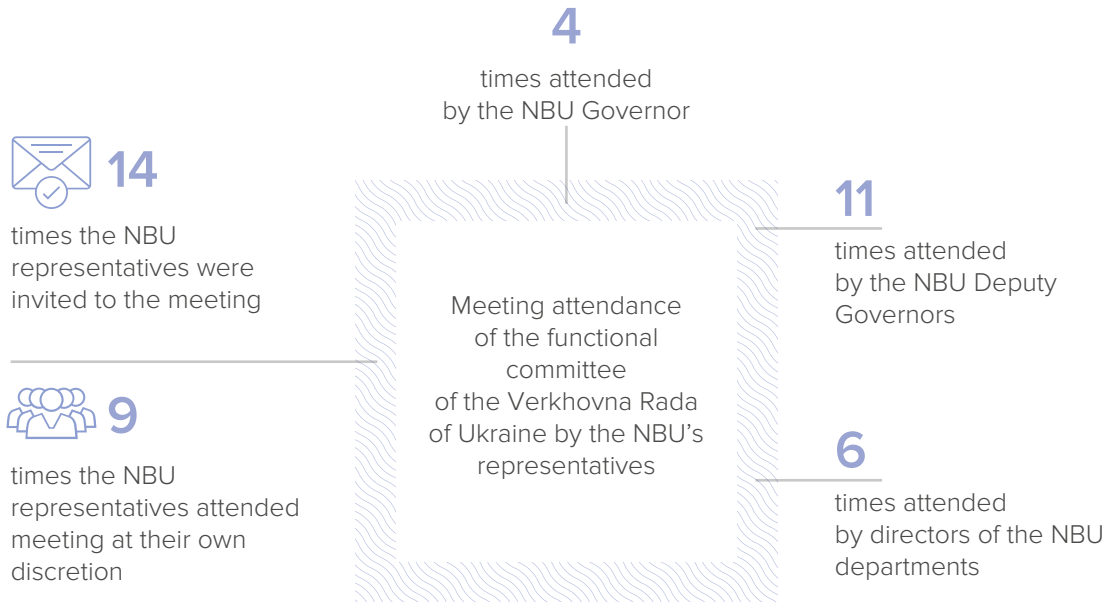 4
times attended
by the NBU Governor
14
times the NBU
representatives were
invited to the meeting
9
times the NBU
representatives attended
meeting at their own
discretion
Meeting attendance
of the functional
committee
of the Verkhovna Rada
of Ukraine by the NBU’s
representatives
11
times attended
by the NBU Deputy
Governors
6
times attended
by directors of the NBU
departments